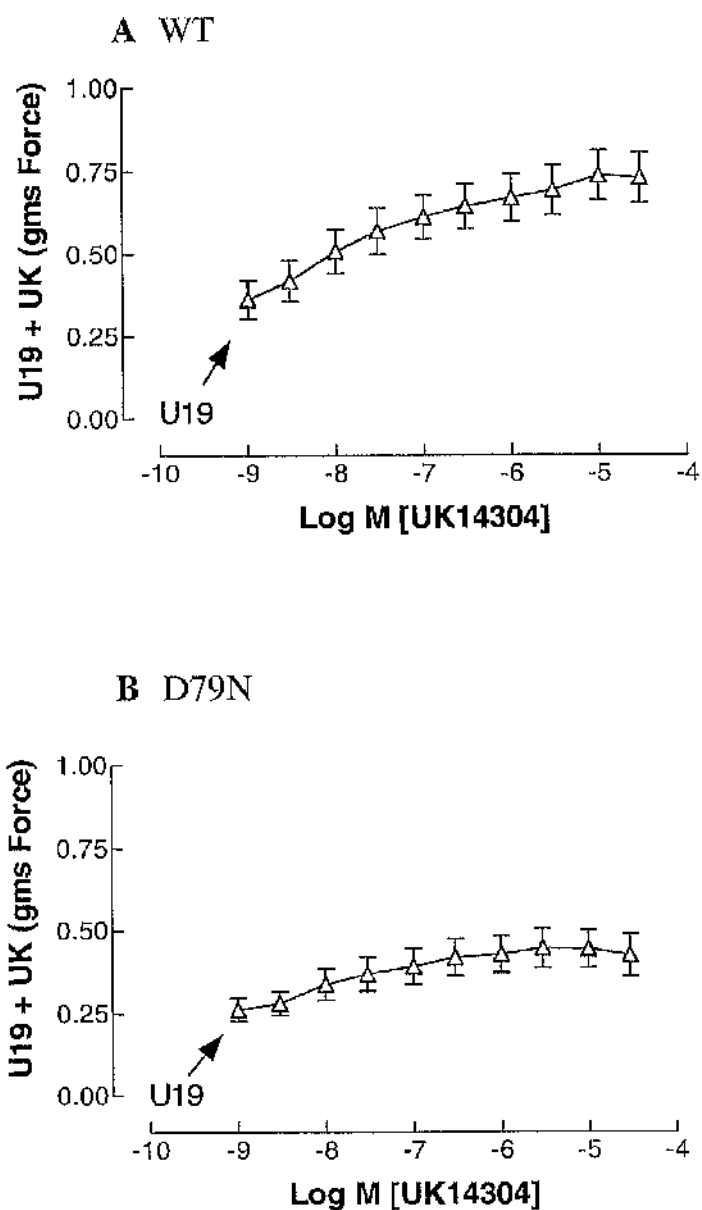 A WT
U19 + UK (gms Force)
1.00
0.75
0.50
0.25
0.00
U19
-10 -9 -8 -7 -6 -5 -4
Log M [UK14304]
B D79N
U19 + UK (gms Force)
1.00
0.75
0.50
0.25
0.00
U19
-10 -9 -8 -7 -6 -5 -4
Log M [UK14304]